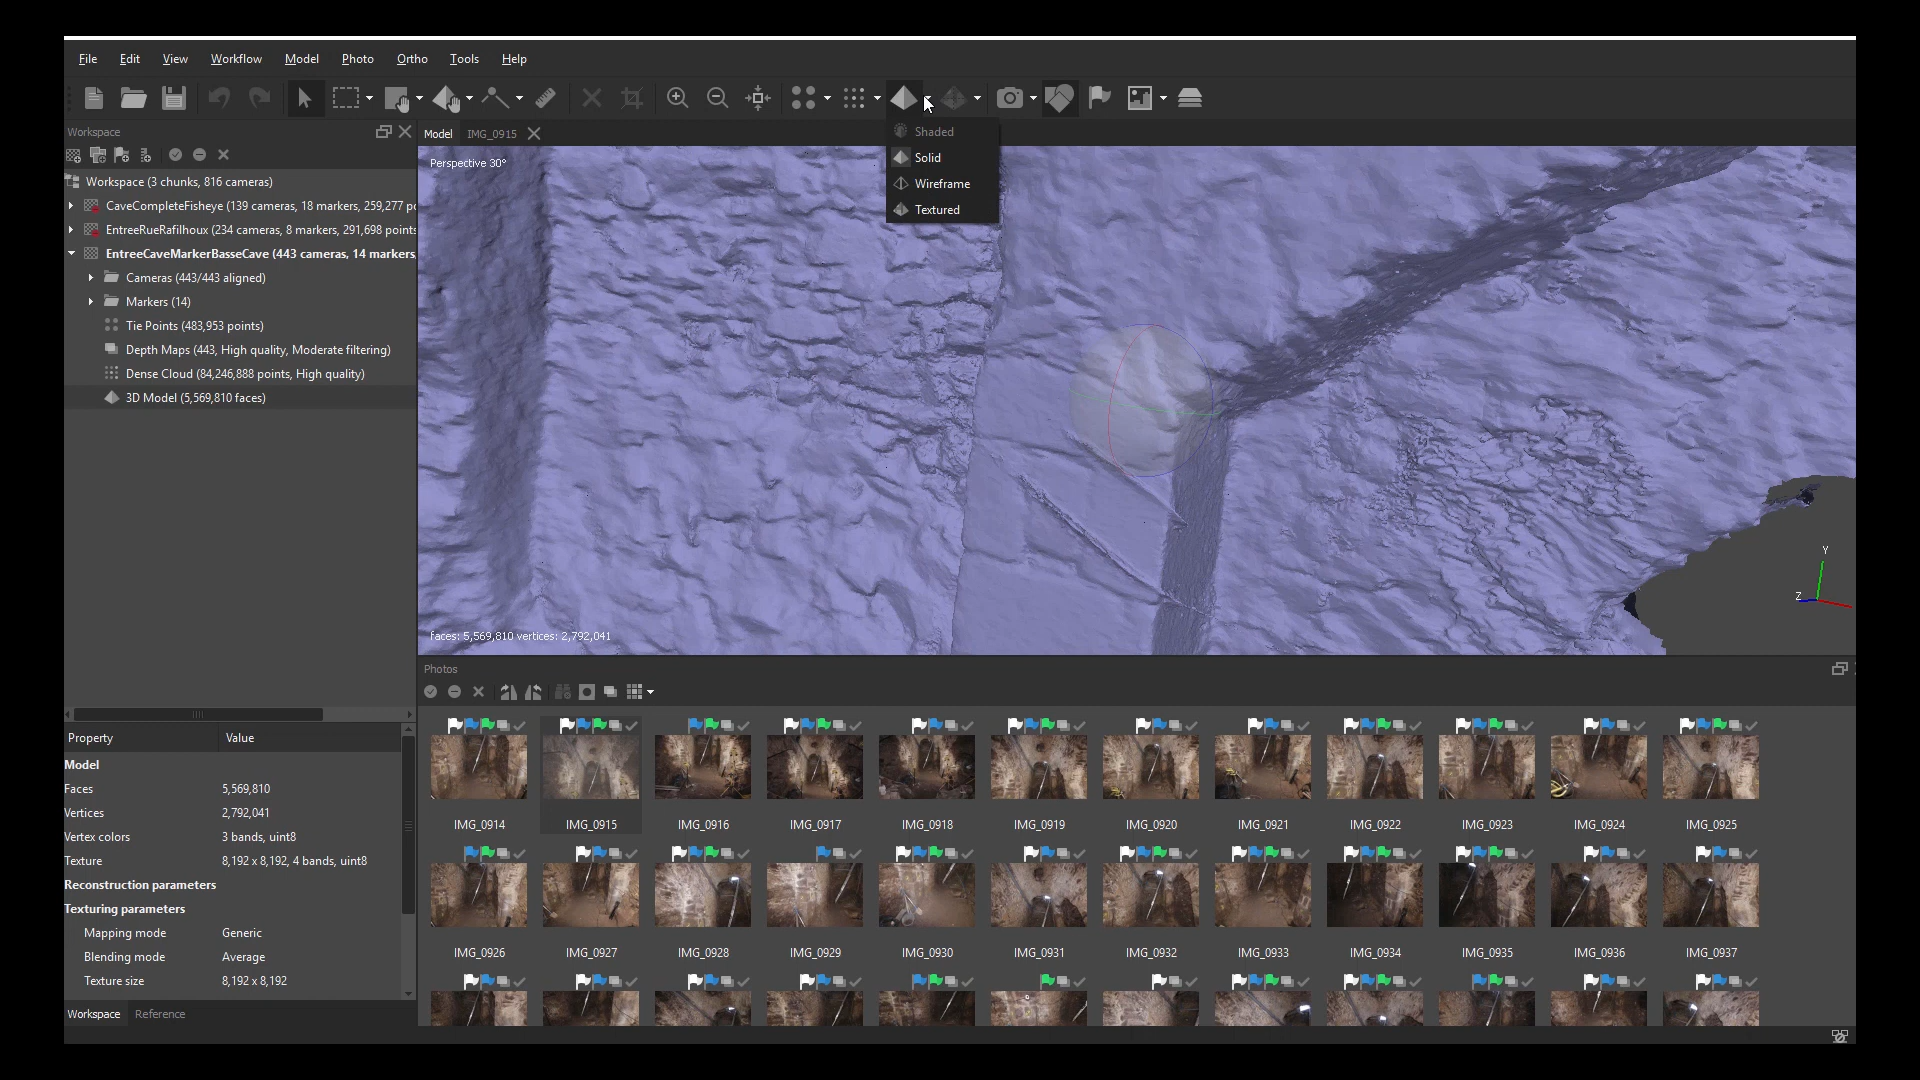 File Edit View Workflow Model Photo Ortho Tools Help
Workspace
Model IMG_0915
Perspective 30°
Shaded
Solid
Wireframe
Textured
Workspace (3 chunks, 816 cameras)
CaveCompleteFisheye (139 cameras, 18 markers, 259,277 po
EntreeRueRafilhoux (234 cameras, 8 markers, 291,698 points
EntreeCaveMarkerBasseCave (443 cameras, 14 markers,
Cameras (443/443 aligned)
Markers (14)
Tie Points (483,953 points)
Depth Maps (443, High quality, Moderate filtering)
Dense Cloud (84,246,888 points, High quality)
3D Model (5,569,810 faces)
Y
Z
faces: 5,569,810 vertices: 2,792,041
Property Value
Model
Faces 5,569,810
Vertices 2,792,041
Vertex colors 3 bands, uint8
Texture 8,192 x 8,192, 4 bands, uint8
Reconstruction parameters
Texturing parameters
Mapping mode Generic
Blending mode Average
Texture size 8,192 x 8,192
Workspace Reference
Photos
IMG_0914 IMG_0915 IMG_0916 IMG_0917 IMG_0918 IMG_0919 IMG_0920 IMG_0921 IMG_0922 IMG_0923 IMG_0924 IMG_0925
IMG_0926 IMG_0927 IMG_0928 IMG_0929 IMG_0930 IMG_0931 IMG_0932 IMG_0933 IMG_0934 IMG_0935 IMG_0936 IMG_0937